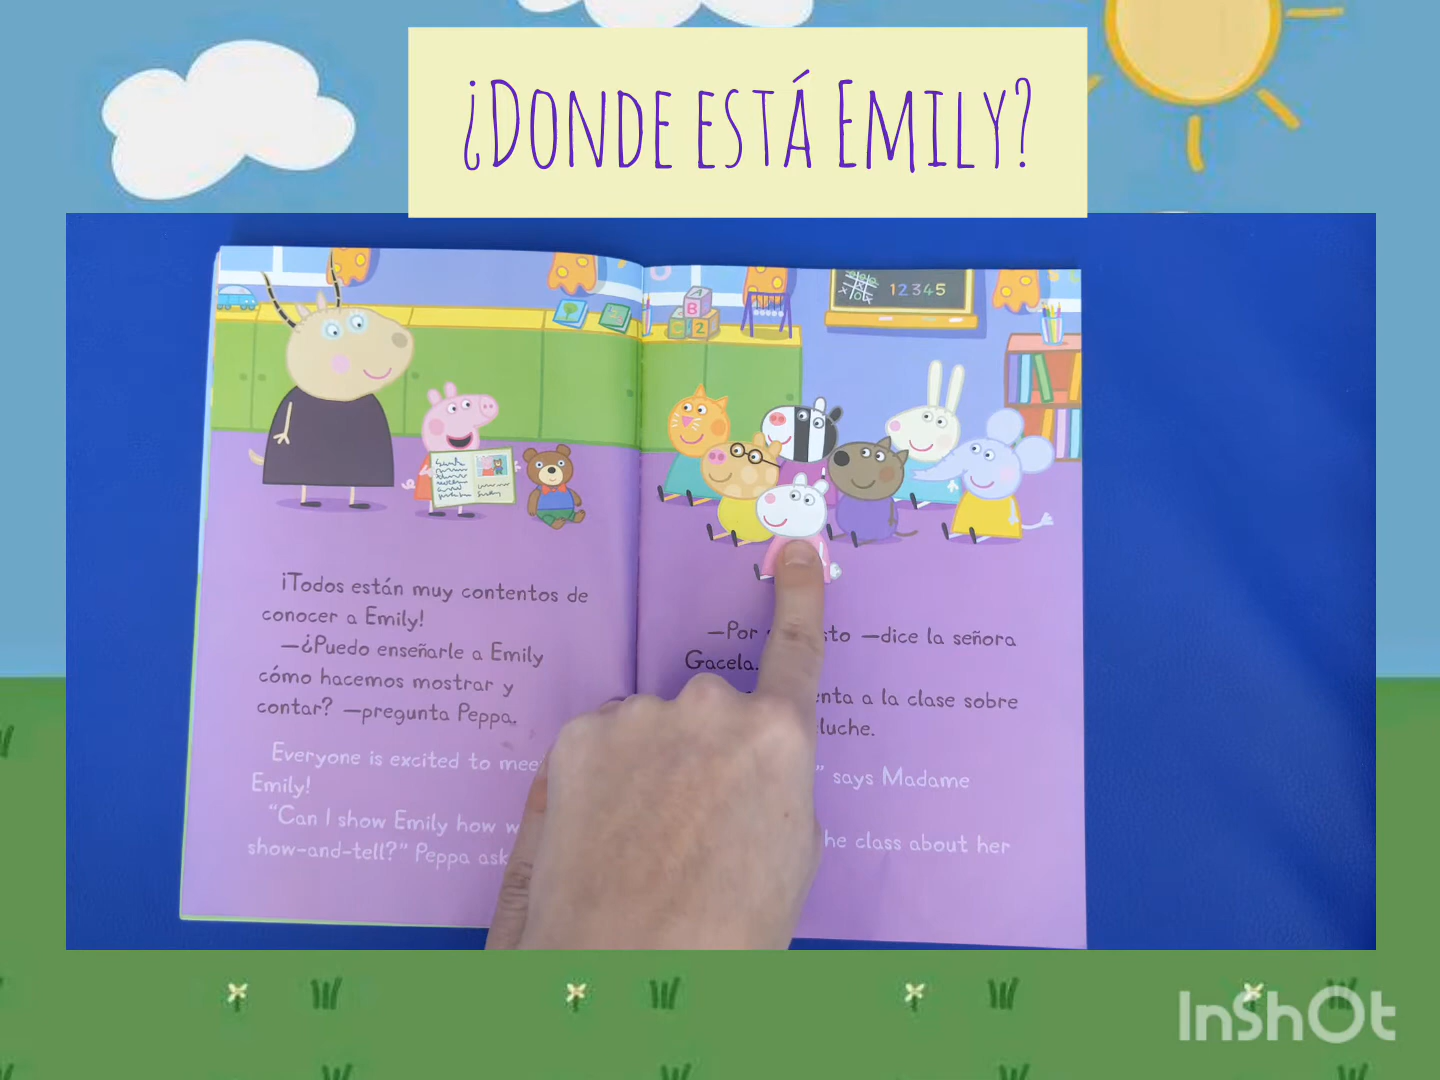 ¿DONDE ESTÁ EMILY?
A
B
C 2
12345
¡Todos están muy contentos de
conocer a Emily!
—¿Puedo enseñarle a Emily
cómo hacemos mostrar y
contar? —pregunta Peppa.
Everyone is excited to mee
Emily!
"Can I show Emily how w
show-and-tell?" Peppa ask
—Por sto —dice la señora
Gacela.
nta a la clase sobre
luche.
" says Madame
he class about her
InShOt